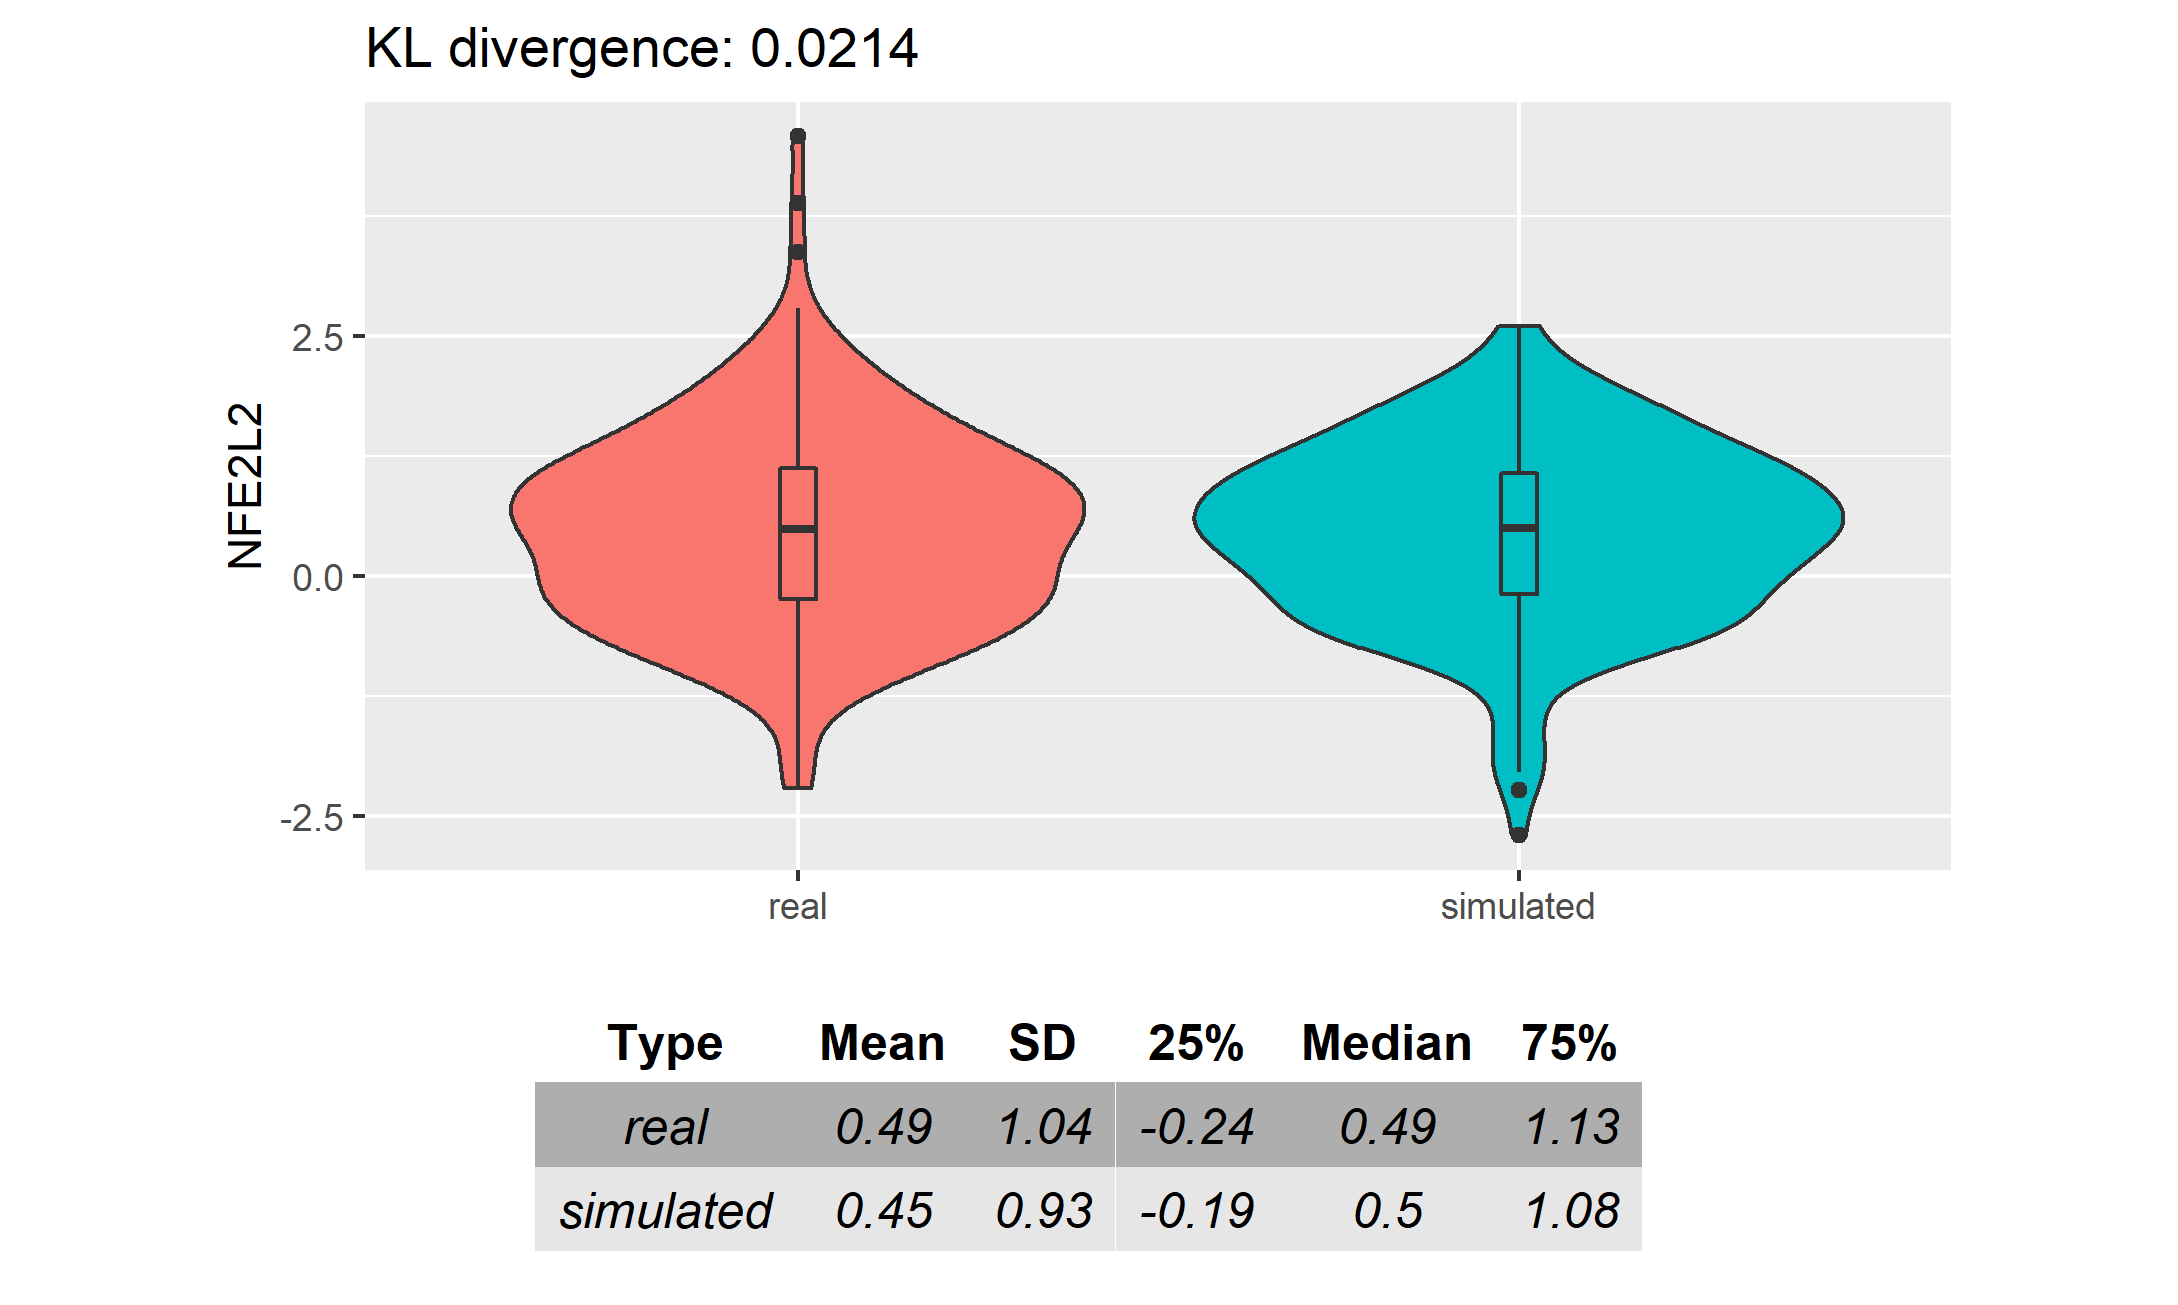 KL divergence: 0.0214
NFE2L2
2.5
0.0
-2.5
real simulated
Type Mean SD 25% Median 75%
real 0.49 1.04 -0.24 0.49 1.13
simulated 0.45 0.93 -0.19 0.5 1.08